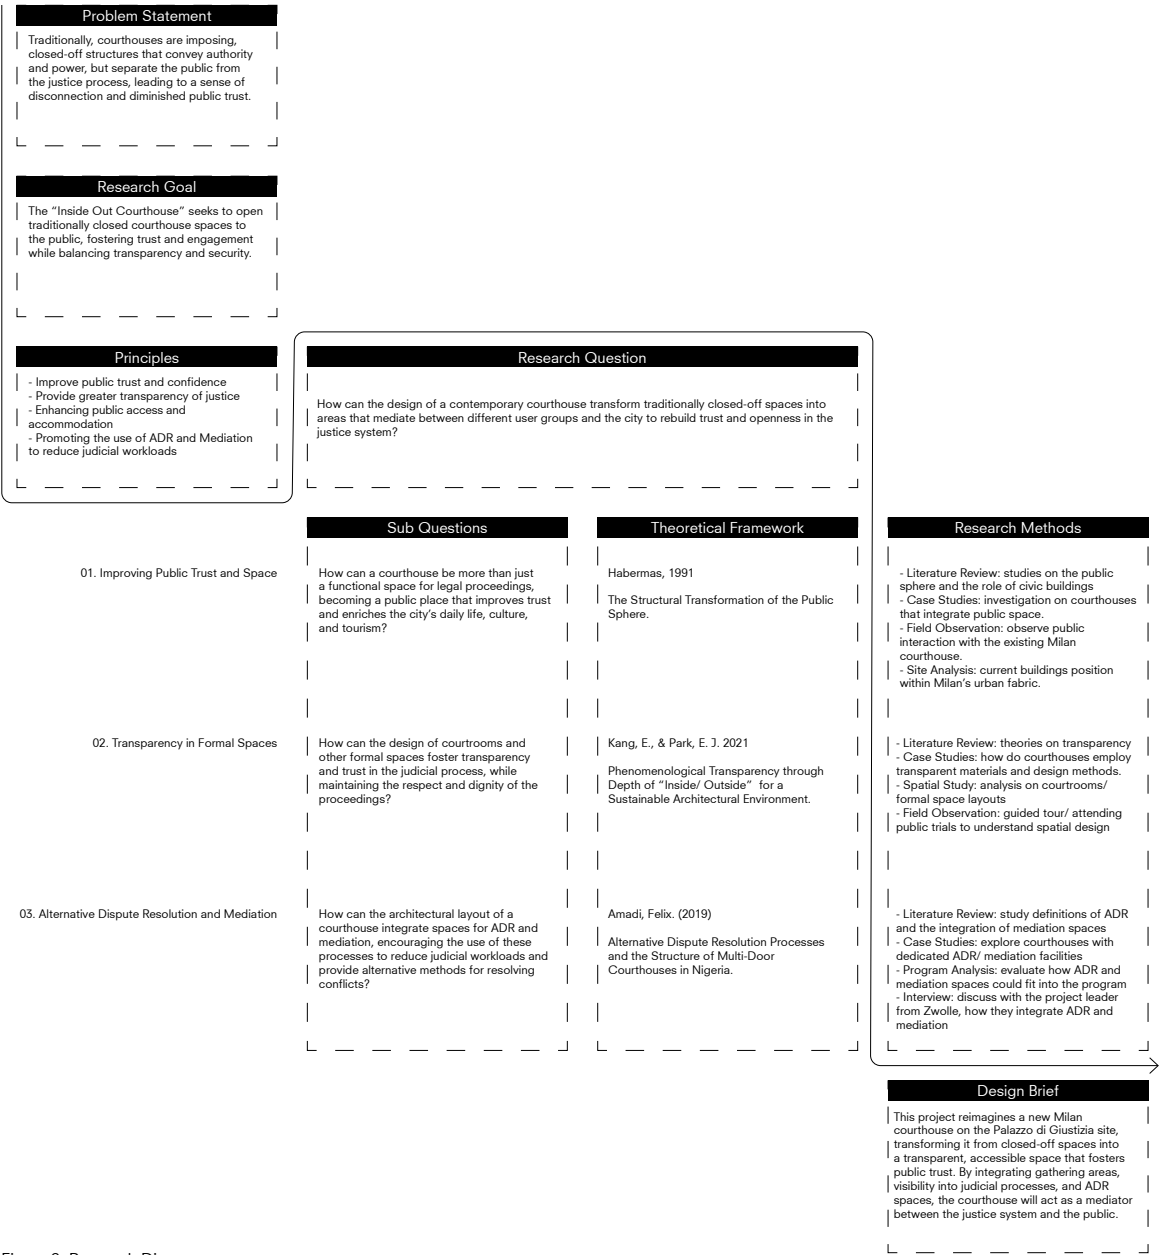 Problem Statement
Traditionally, courthouses are imposing,
closed-off structures that convey authority
and power, but separate the public from
the justice process, leading to a sense of
disconnection and diminished public trust.
Research Goal
The “Inside Out Courthouse” seeks to open
traditionally closed courthouse spaces to
the public, fostering trust and engagement
while balancing transparency and security.
Principles
- Improve public trust and confidence
- Provide greater transparency of justice
- Enhancing public access and
accommodation
- Promoting the use of ADR and Mediation
to reduce judicial workloads
Research Question
How can the design of a contemporary courthouse transform traditionally closed-off spaces into
areas that mediate between different user groups and the city to rebuild trust and openness in the
justice system?
Sub Questions
Theoretical Framework
Research Methods
01. Improving Public Trust and Space
How can a courthouse be more than just
a functional space for legal proceedings,
becoming a public place that improves trust
and enriches the city’s daily life, culture,
and tourism?
Habermas, 1991
The Structural Transformation of the Public
Sphere.
- Literature Review: studies on the public
sphere and the role of civic buildings
- Case Studies: investigation on courthouses
that integrate public space.
- Field Observation: observe public
interaction with the existing Milan
courthouse.
- Site Analysis: current buildings position
within Milan’s urban fabric.
02. Transparency in Formal Spaces
How can the design of courtrooms and
other formal spaces foster transparency
and trust in the judicial process, while
maintaining the respect and dignity of the
proceedings?
Kang, E., & Park, E. J. 2021
Phenomenological Transparency through
Depth of “Inside/ Outside” for a
Sustainable Architectural Environment.
- Literature Review: theories on transparency
- Case Studies: how do courthouses employ
transparent materials and design methods.
- Spatial Study: analysis on courtrooms/
formal space layouts
- Field Observation: guided tour/ attending
public trials to understand spatial design
03. Alternative Dispute Resolution and Mediation
How can the architectural layout of a
courthouse integrate spaces for ADR and
mediation, encouraging the use of these
processes to reduce judicial workloads and
provide alternative methods for resolving
conflicts?
Amadi, Felix. (2019)
Alternative Dispute Resolution Processes
and the Structure of Multi-Door
Courthouses in Nigeria.
- Literature Review: study definitions of ADR
and the integration of mediation spaces
- Case Studies: explore courthouses with
dedicated ADR/ mediation facilities
- Program Analysis: evaluate how ADR and
mediation spaces could fit into the program
- Interview: discuss with the project leader
from Zwolle, how they integrate ADR and
mediation
Design Brief
This project reimagines a new Milan
courthouse on the Palazzo di Giustizia site,
transforming it from closed-off spaces into
a transparent, accessible space that fosters
public trust. By integrating gathering areas,
visibility into judicial processes, and ADR
spaces, the courthouse will act as a mediator
between the justice system and the public.